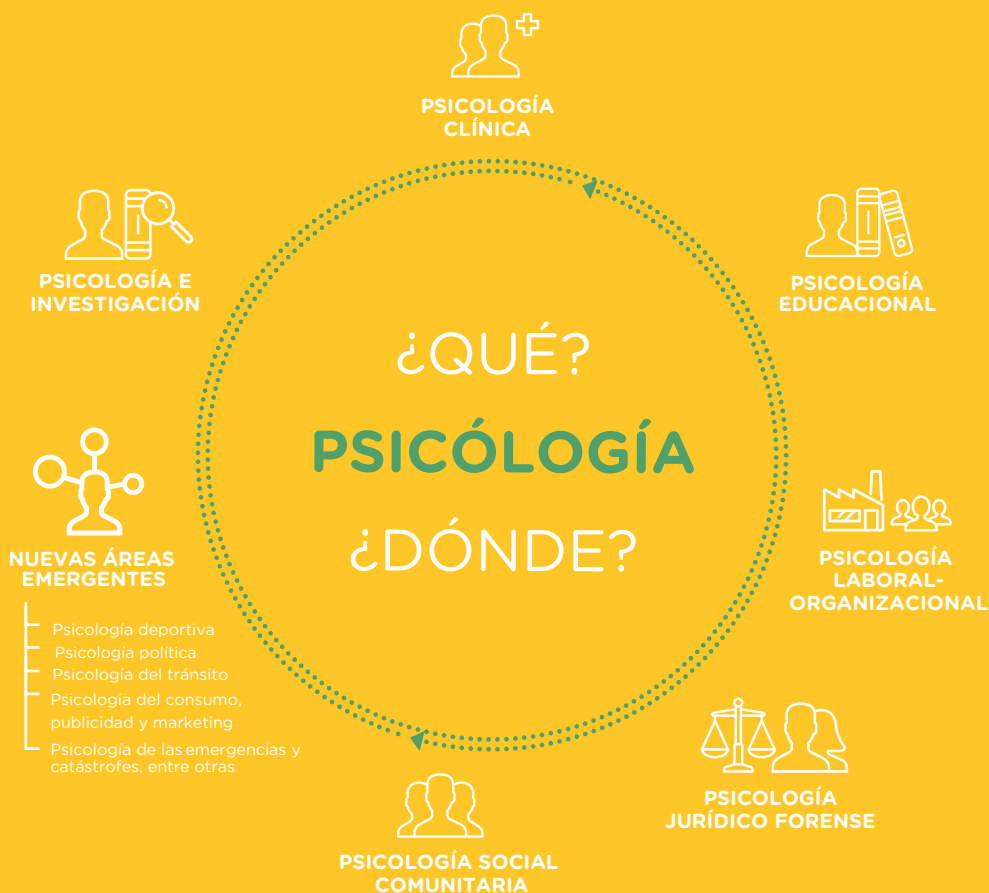 PSICOLOGÍA
CLÍNICA
PSICOLOGÍA E
INVESTIGACIÓN
PSICOLOGÍA
EDUCACIONAL
¿QUÉ?
PSICÓLOGÍA
¿DÓNDE?
NUEVAS ÁREAS
EMERGENTES
Psicología deportiva
Psicología política
Psicología del tránsito
Psicología del consumo,
publicidad y marketing
Psicología de las emergencias y
catástrofes, entre otras
PSICOLOGÍA
LABORAL-
ORGANIZACIONAL
PSICOLOGÍA
JURÍDICO FORENSE
PSICOLOGÍA SOCIAL
COMUNITARIA